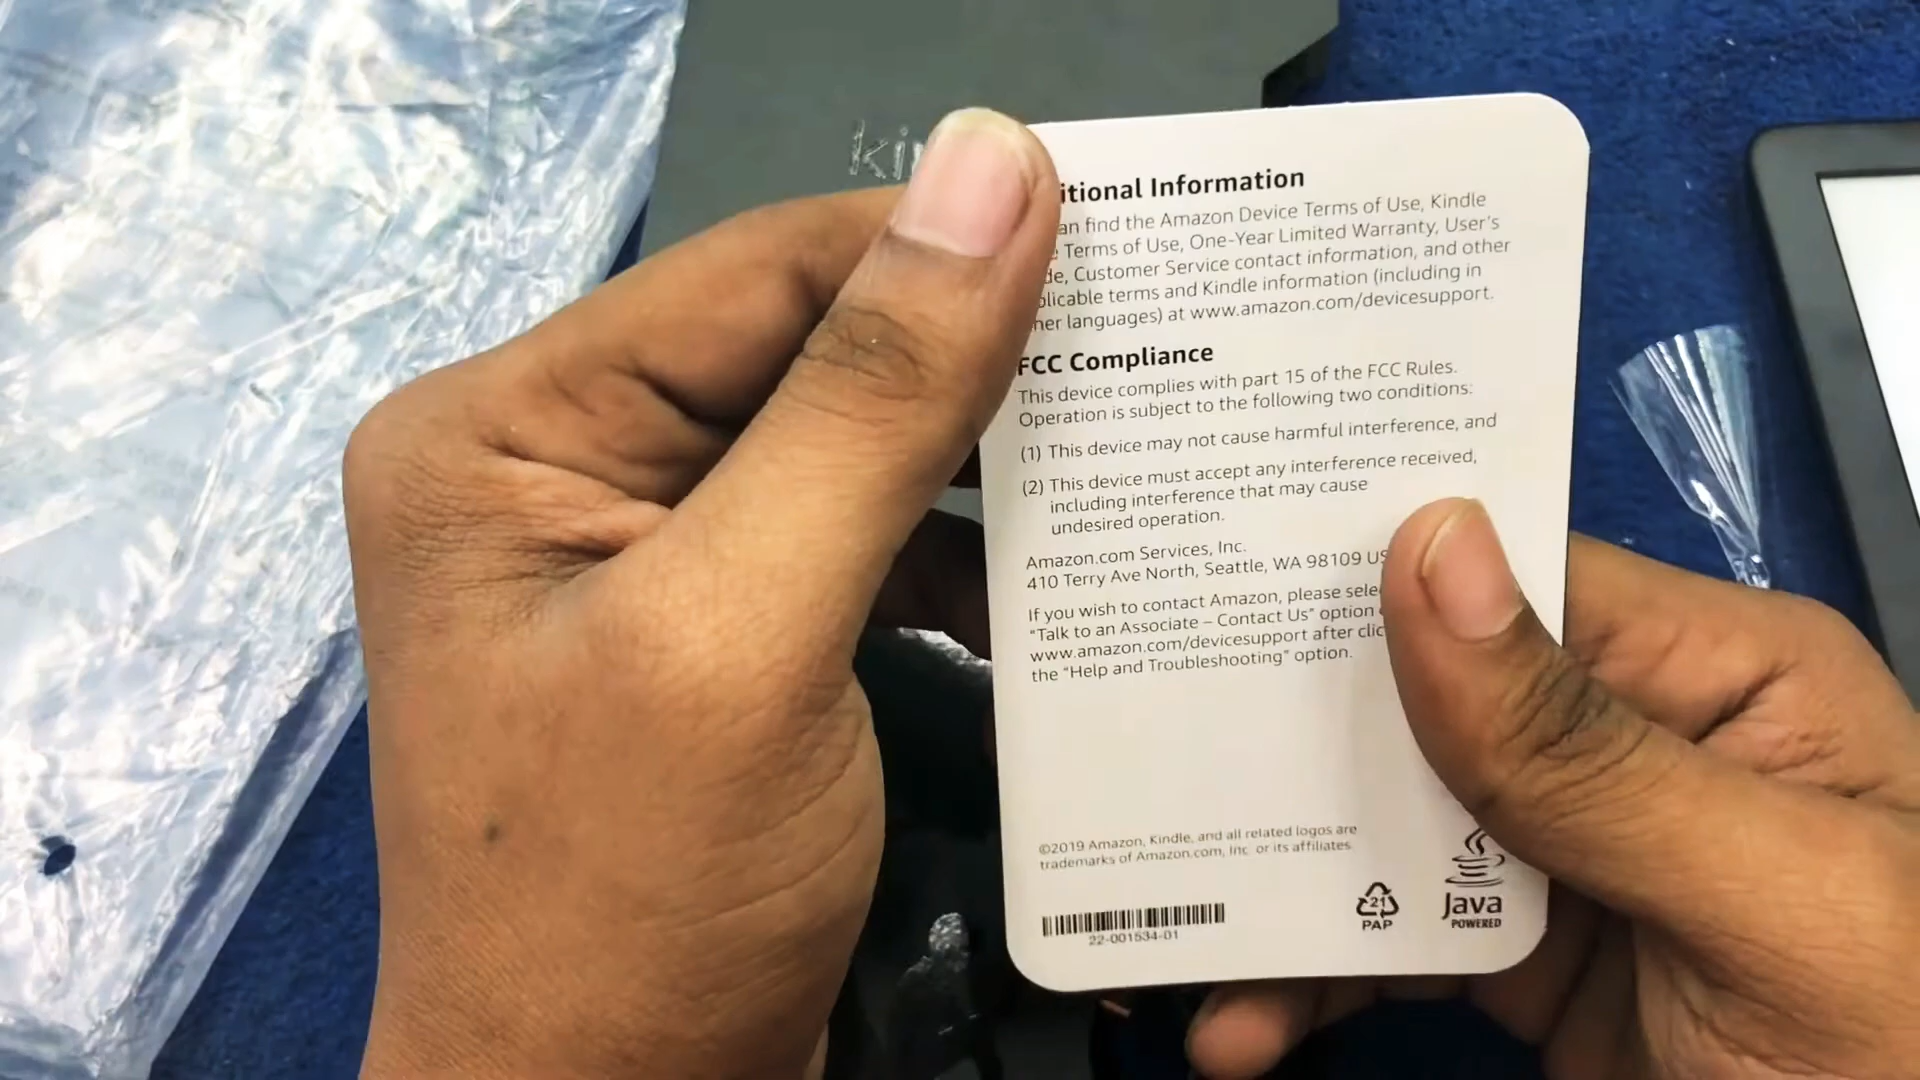 itional Information
an find the Amazon Device Terms of Use, Kindle
Terms of Use, One-Year Limited Warranty, User's
de, Customer Service contact information, and other
plicable terms and Kindle information (including in
her languages) at www.amazon.com/devicesupport.
FCC Compliance
This device complies with part 15 of the FCC Rules.
Operation is subject to the following two conditions:
(1) This device may not cause harmful interference, and
(2) This device must accept any interference received,
including interference that may cause
undesired operation.
Amazon.com Services, Inc.
410 Terry Ave North, Seattle, WA 98109 US
If you wish to contact Amazon, please sele
"Talk to an Associate – Contact Us" option
www.amazon.com/devicesupport after clic
the "Help and Troubleshooting" option.
©2019 Amazon, Kindle, and all related logos are
trademarks of Amazon.com, Inc. or its affiliates.
22-001534-01
21
PAP
Java
POWERED
ki